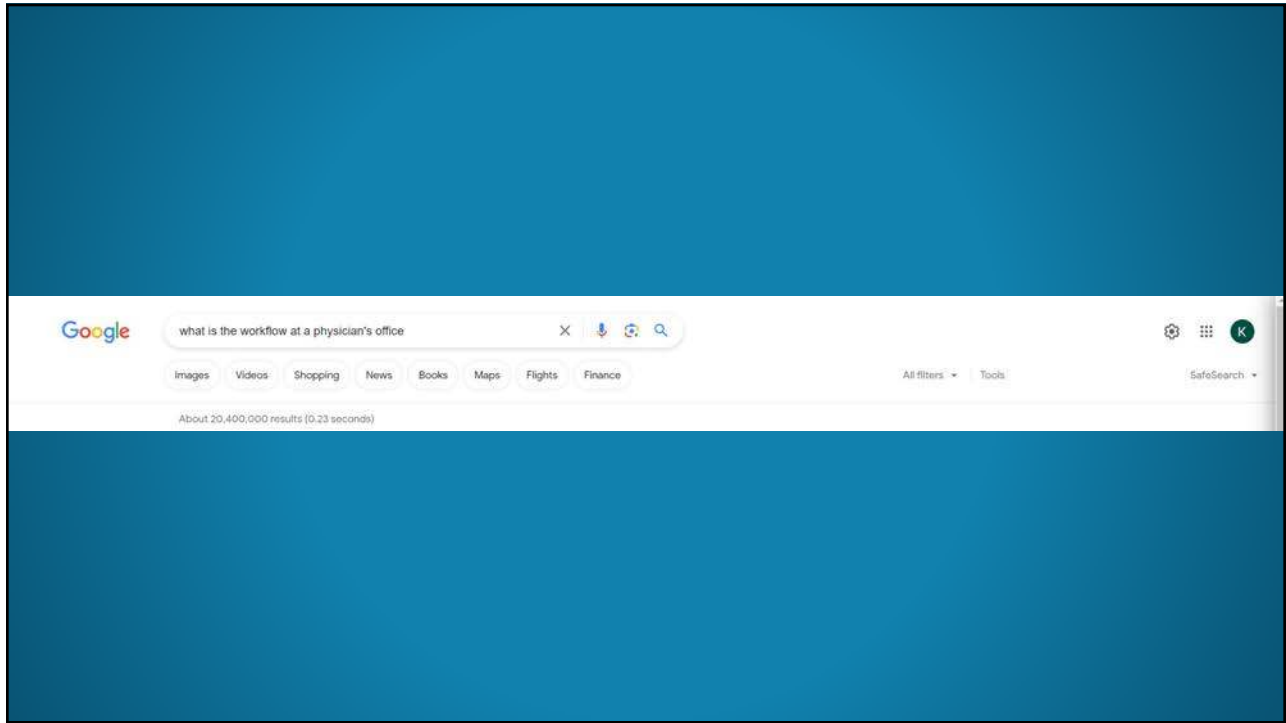 Google what is the workflow at a physician's office K
Images Videos Shopping News Books Maps Flights Finance All filters Tools SafeSearch
About 20,400,000 results (0.23 seconds)